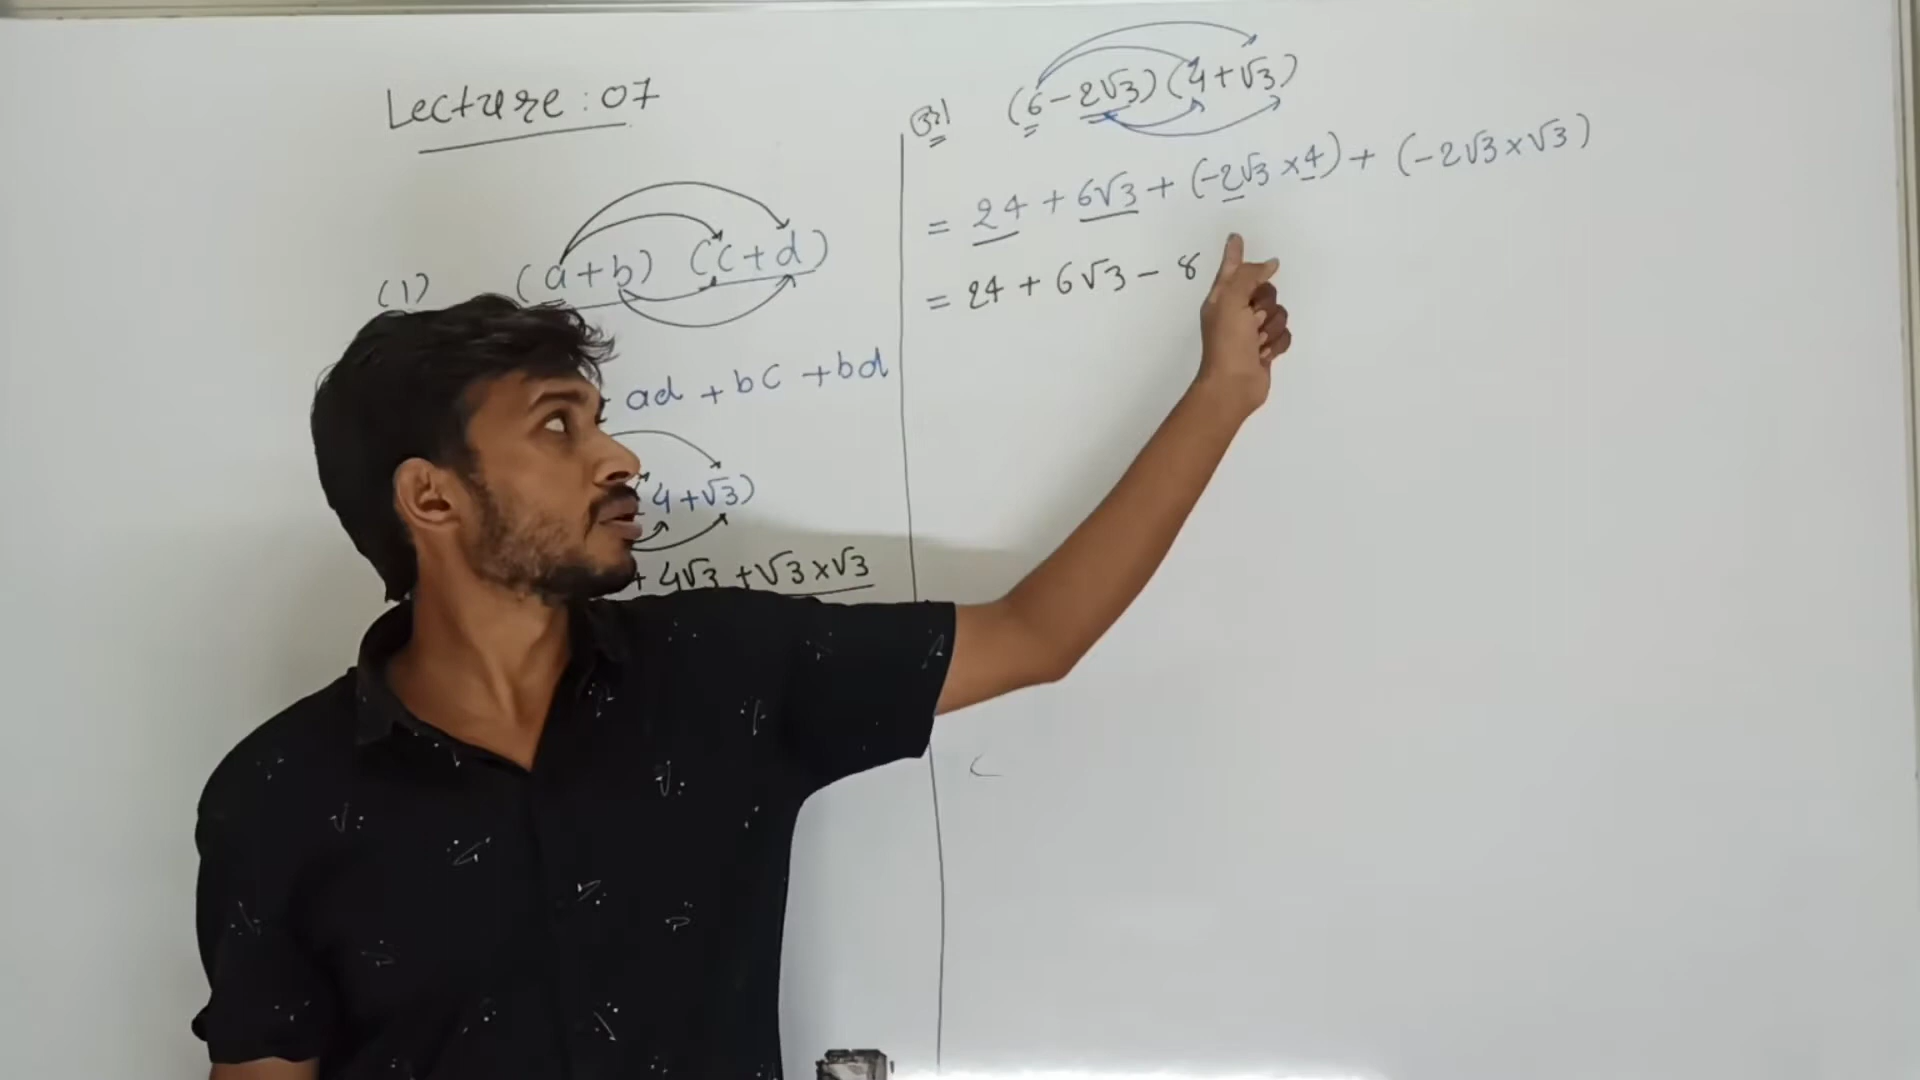 Lecture : 07
(1) (a+b) (c+d)
ad + bc + bd
4+√3)
+ 4√3 +√3×√3
(6-2√3)(4+√3)
= 24 + 6√3 + (-2√3 ×4) + (-2√3×√3)
= 24 + 6√3 - 8